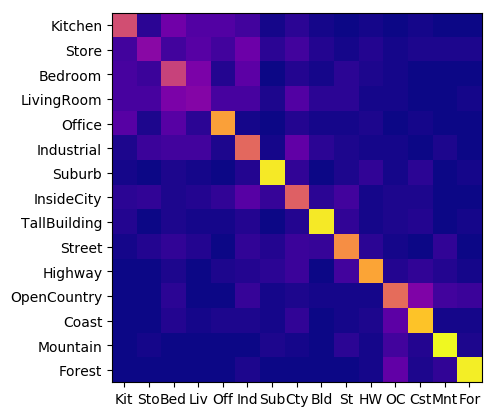 Kitchen
Store
Bedroom
LivingRoom
Office
Industrial
Suburb
InsideCity
TallBuilding
Street
Highway
OpenCountry
Coast
Mountain
Forest
Kit Sto Bed Liv Off Ind Sub Cty Bld St HW OC Cst Mnt For